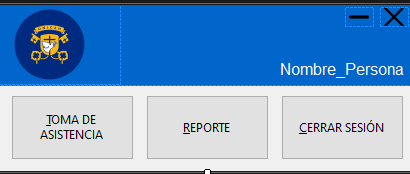 Nombre_Persona
TOMA DE
ASISTENCIA
REPORTE
CERRAR SESIÓN